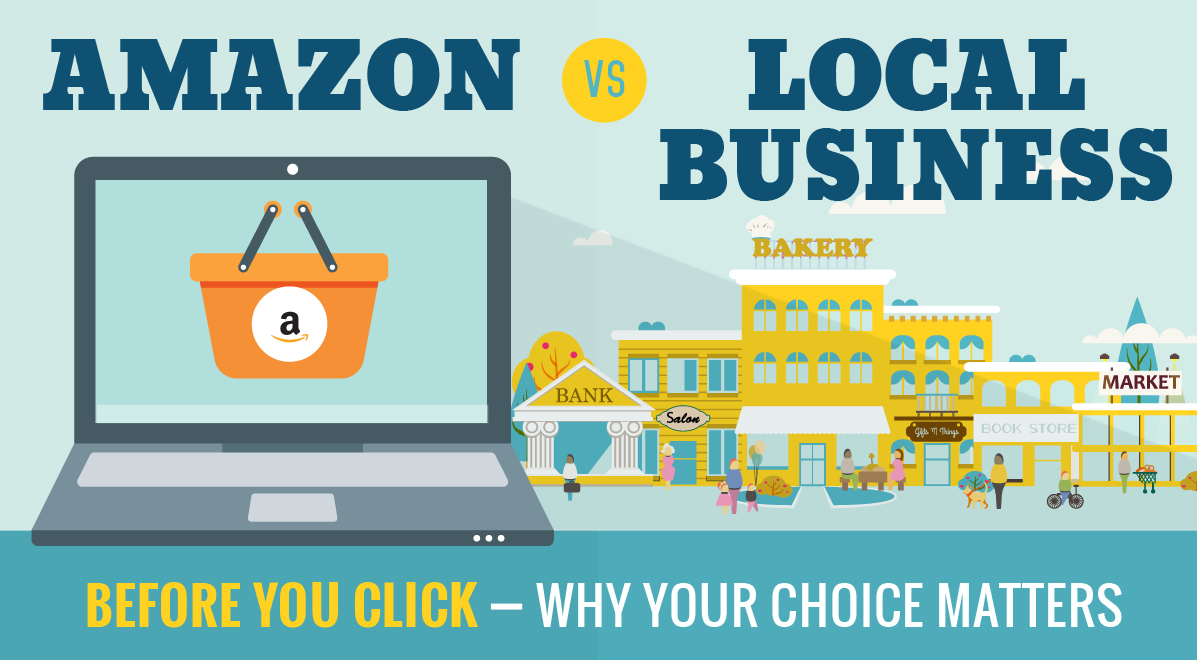 AMAZON
VS
LOCAL
BUSINESS
a
BAKERY
BANK
Salon
Gifts 'N Things
BOOK STORE
MARKET
BEFORE YOU CLICK – WHY YOUR CHOICE MATTERS